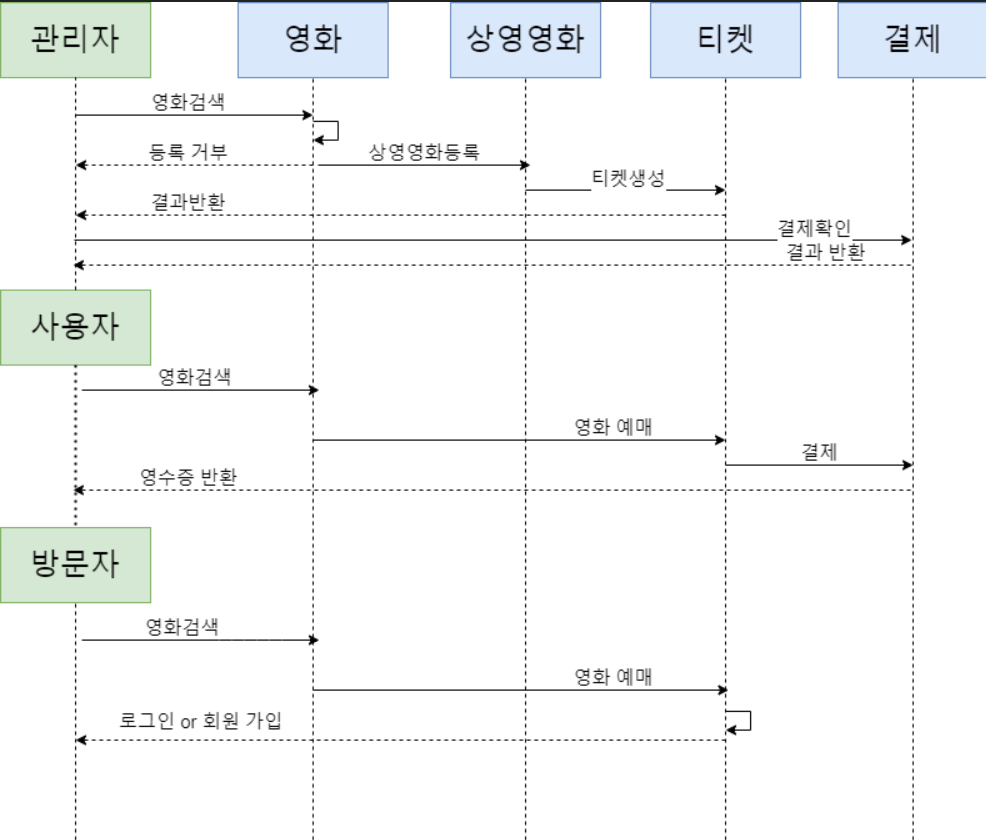 관리자
영화
상영영화
티켓
결제
영화검색
등록 거부
상영영화등록
티켓생성
결과반환
결제확인
결과 반환
사용자
영화검색
영화 예매
결제
영수증 반환
방문자
영화검색
영화 예매
로그인 or 회원 가입